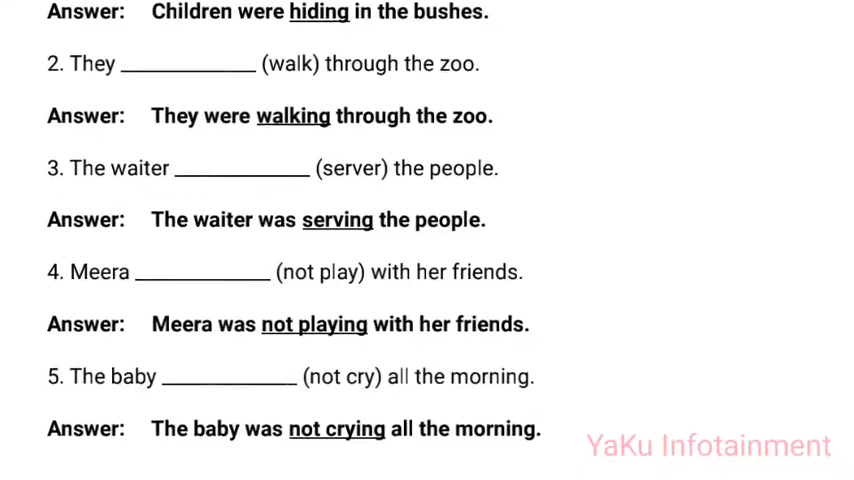 Answer: Children were hiding in the bushes.
2. They ____________ (walk) through the zoo.
Answer: They were walking through the zoo.
3. The waiter ____________ (server) the people.
Answer: The waiter was serving the people.
4. Meera ____________ (not play) with her friends.
Answer: Meera was not playing with her friends.
5. The baby ____________ (not cry) all the morning.
Answer: The baby was not crying all the morning.
YaKu Infotainment